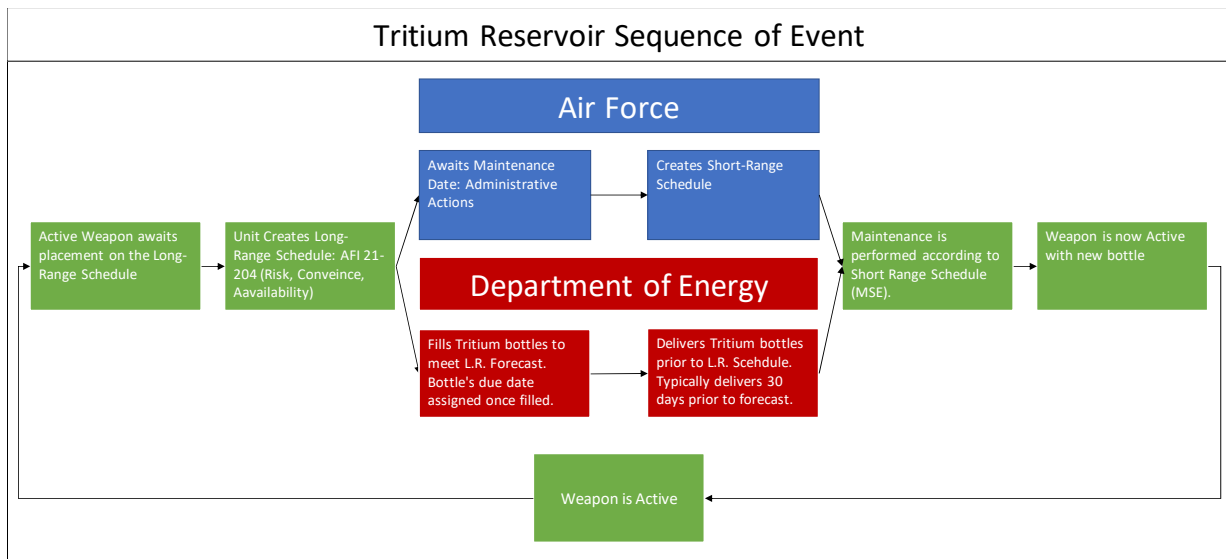 Tritium Reservoir Sequence of Event
Air Force
Awaits Maintenance
Date: Administrative
Actions
Creates Short-Range
Schedule
Active Weapon awaits
placement on the Long-
Range Schedule
Unit Creates Long-
Range Schedule: AFI 21-
204 (Risk, Conveince,
Aavailability)
Maintenance is
performed according to
Short Range Schedule
(MSE).
Weapon is now Active
with new bottle
Department of Energy
Fills Tritium bottles to
meet L.R. Forecast.
Bottle's due date
assigned once filled.
Delivers Tritium bottles
prior to L.R. Scehdule.
Typically delivers 30
days prior to forecast.
Weapon is Active